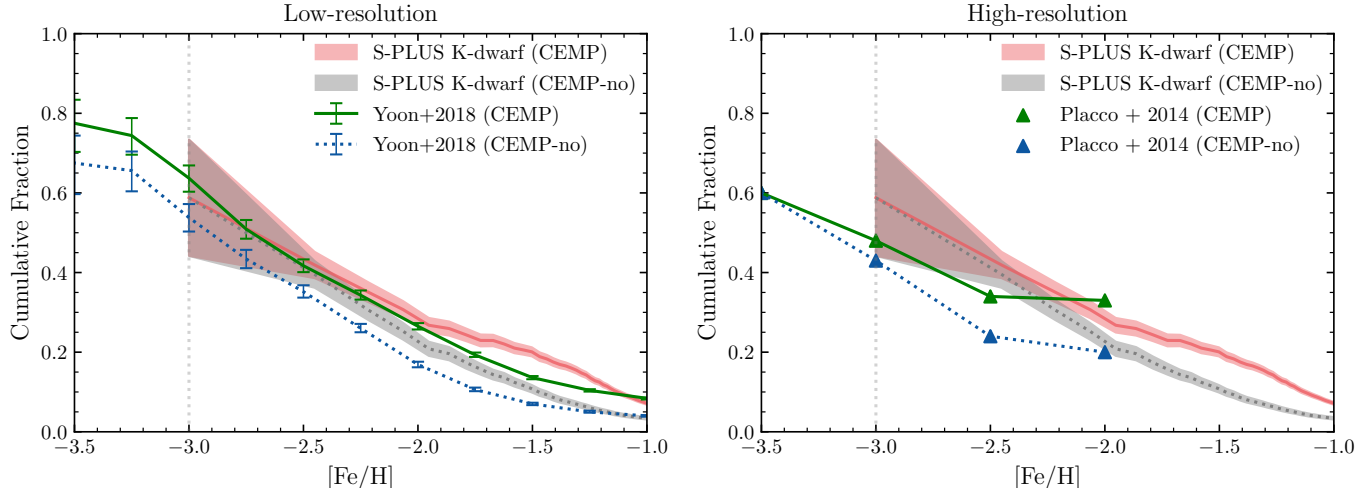 Low-resolution
1.0
0.8
0.6
0.4
0.2
0.0
Cumulative Fraction
S-PLUS K-dwarf (CEMP)
S-PLUS K-dwarf (CEMP-no)
Yoon+2018 (CEMP)
Yoon+2018 (CEMP-no)
−3.5 −3.0 −2.5 −2.0 −1.5 −1.0
[Fe/H]
High-resolution
1.0
0.8
0.6
0.4
0.2
0.0
Cumulative Fraction
S-PLUS K-dwarf (CEMP)
S-PLUS K-dwarf (CEMP-no)
Placco + 2014 (CEMP)
Placco + 2014 (CEMP-no)
−3.5 −3.0 −2.5 −2.0 −1.5 −1.0
[Fe/H]